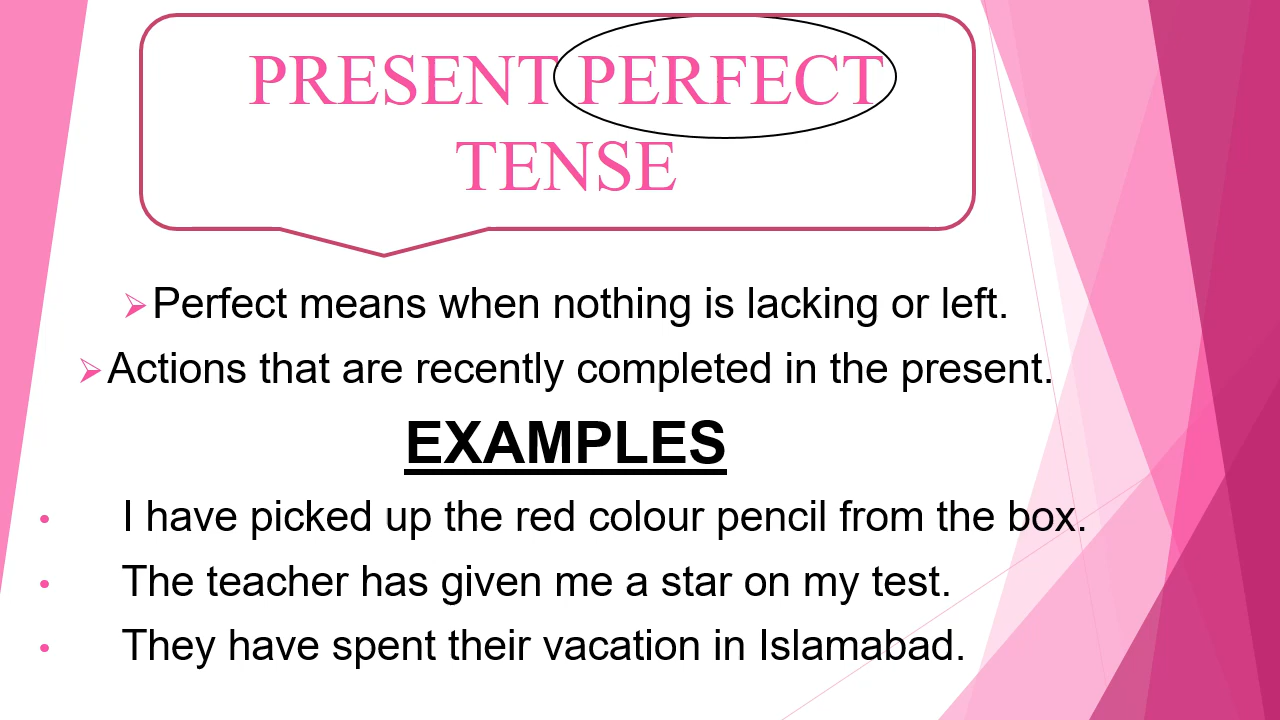 PRESENT PERFECT
TENSE
Perfect means when nothing is lacking or left.
Actions that are recently completed in the present.
EXAMPLES
I have picked up the red colour pencil from the box.
The teacher has given me a star on my test.
They have spent their vacation in Islamabad.